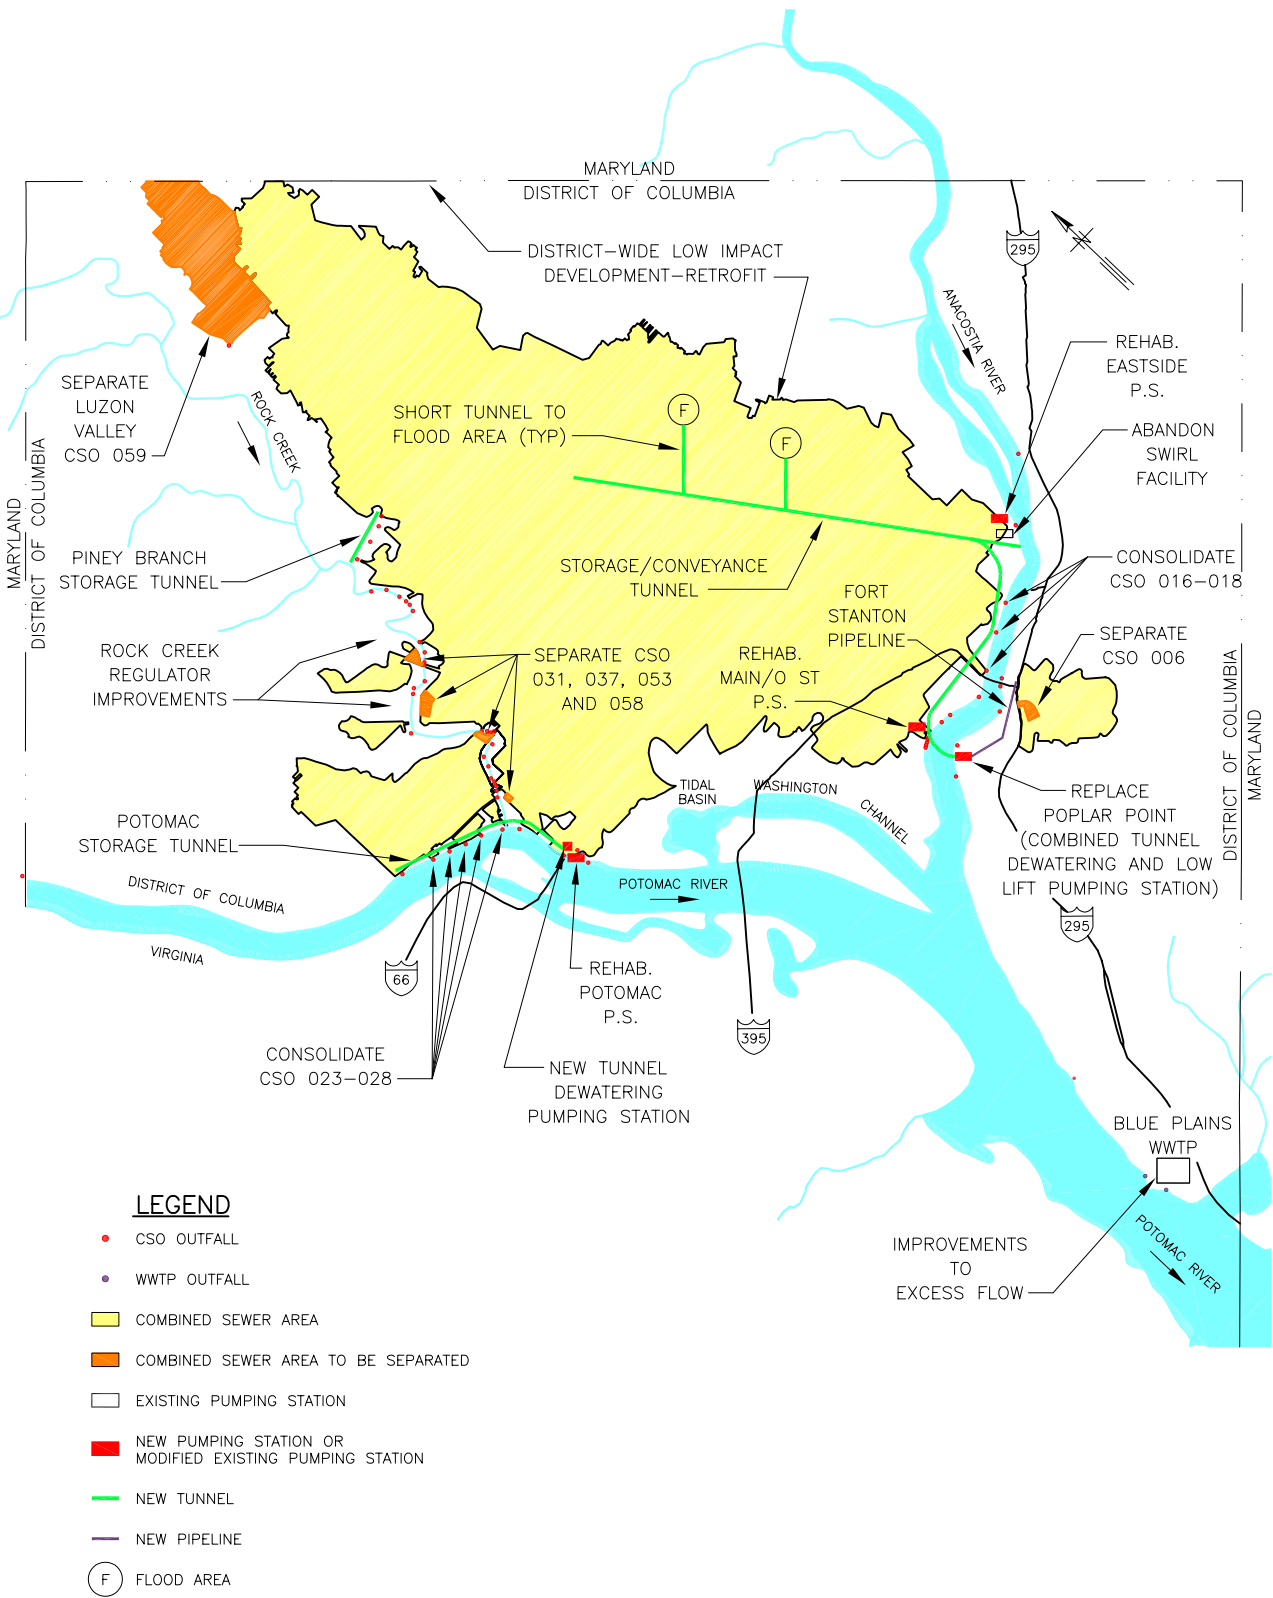 MARYLAND
DISTRICT OF COLUMBIA
DISTRICT-WIDE LOW IMPACT
DEVELOPMENT-RETROFIT
295
ANACOSTIA RIVER
REHAB.
EASTSIDE
P.S.
ABANDON
SWIRL
FACILITY
SEPARATE
LUZON
VALLEY
CSO 059
ROCK CREEK
SHORT TUNNEL TO
FLOOD AREA (TYP)
F
F
MARYLAND
DISTRICT OF COLUMBIA
PINEY BRANCH
STORAGE TUNNEL
STORAGE/CONVEYANCE
TUNNEL
FORT
STANTON
PIPELINE
CONSOLIDATE
CSO 016-018
SEPARATE
CSO 006
ROCK CREEK
REGULATOR
IMPROVEMENTS
SEPARATE CSO
031, 037, 053
AND 058
REHAB.
MAIN/O ST
P.S.
DISTRICT OF COLUMBIA
MARYLAND
TIDAL
BASIN
WASHINGTON
CHANNEL
REPLACE
POPLAR POINT
(COMBINED TUNNEL
DEWATERING AND LOW
LIFT PUMPING STATION)
POTOMAC
STORAGE TUNNEL
DISTRICT OF COLUMBIA
VIRGINIA
POTOMAC RIVER
295
66
REHAB.
POTOMAC
P.S.
395
CONSOLIDATE
CSO 023-028
NEW TUNNEL
DEWATERING
PUMPING STATION
BLUE PLAINS
WWTP
IMPROVEMENTS
TO
EXCESS FLOW
POTOMAC RIVER
LEGEND
CSO OUTFALL
WWTP OUTFALL
COMBINED SEWER AREA
COMBINED SEWER AREA TO BE SEPARATED
EXISTING PUMPING STATION
NEW PUMPING STATION OR
MODIFIED EXISTING PUMPING STATION
NEW TUNNEL
NEW PIPELINE
F FLOOD AREA